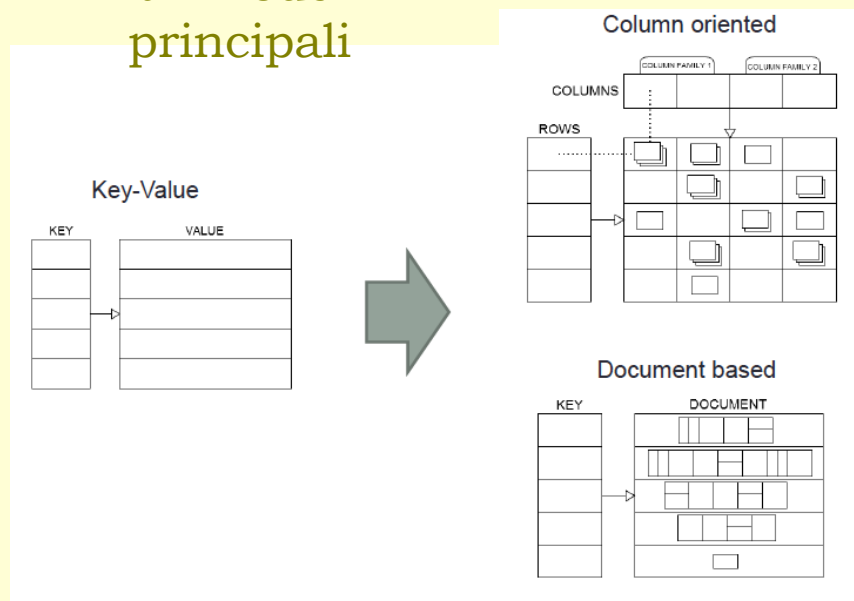 principali
Key-Value
KEY VALUE
Column oriented
COLUMN FAMILY 1 COLUMN FAMILY 2
COLUMNS
ROWS
Document based
KEY DOCUMENT